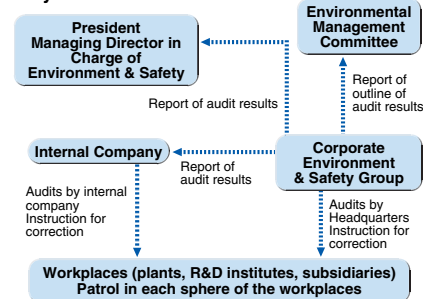 President
Managing Director in
Charge of
Environment & Safety
Environmental
Management
Committee
Report of audit results
Report of
outline of
audit results
Internal Company
Report of
audit results
Corporate
Environment
& Safety Group
Audits by internal
company
Instruction for
correction
Audits by
Headquarters
Instruction for
correction
Workplaces (plants, R&D institutes, subsidiaries)
Patrol in each sphere of the workplaces